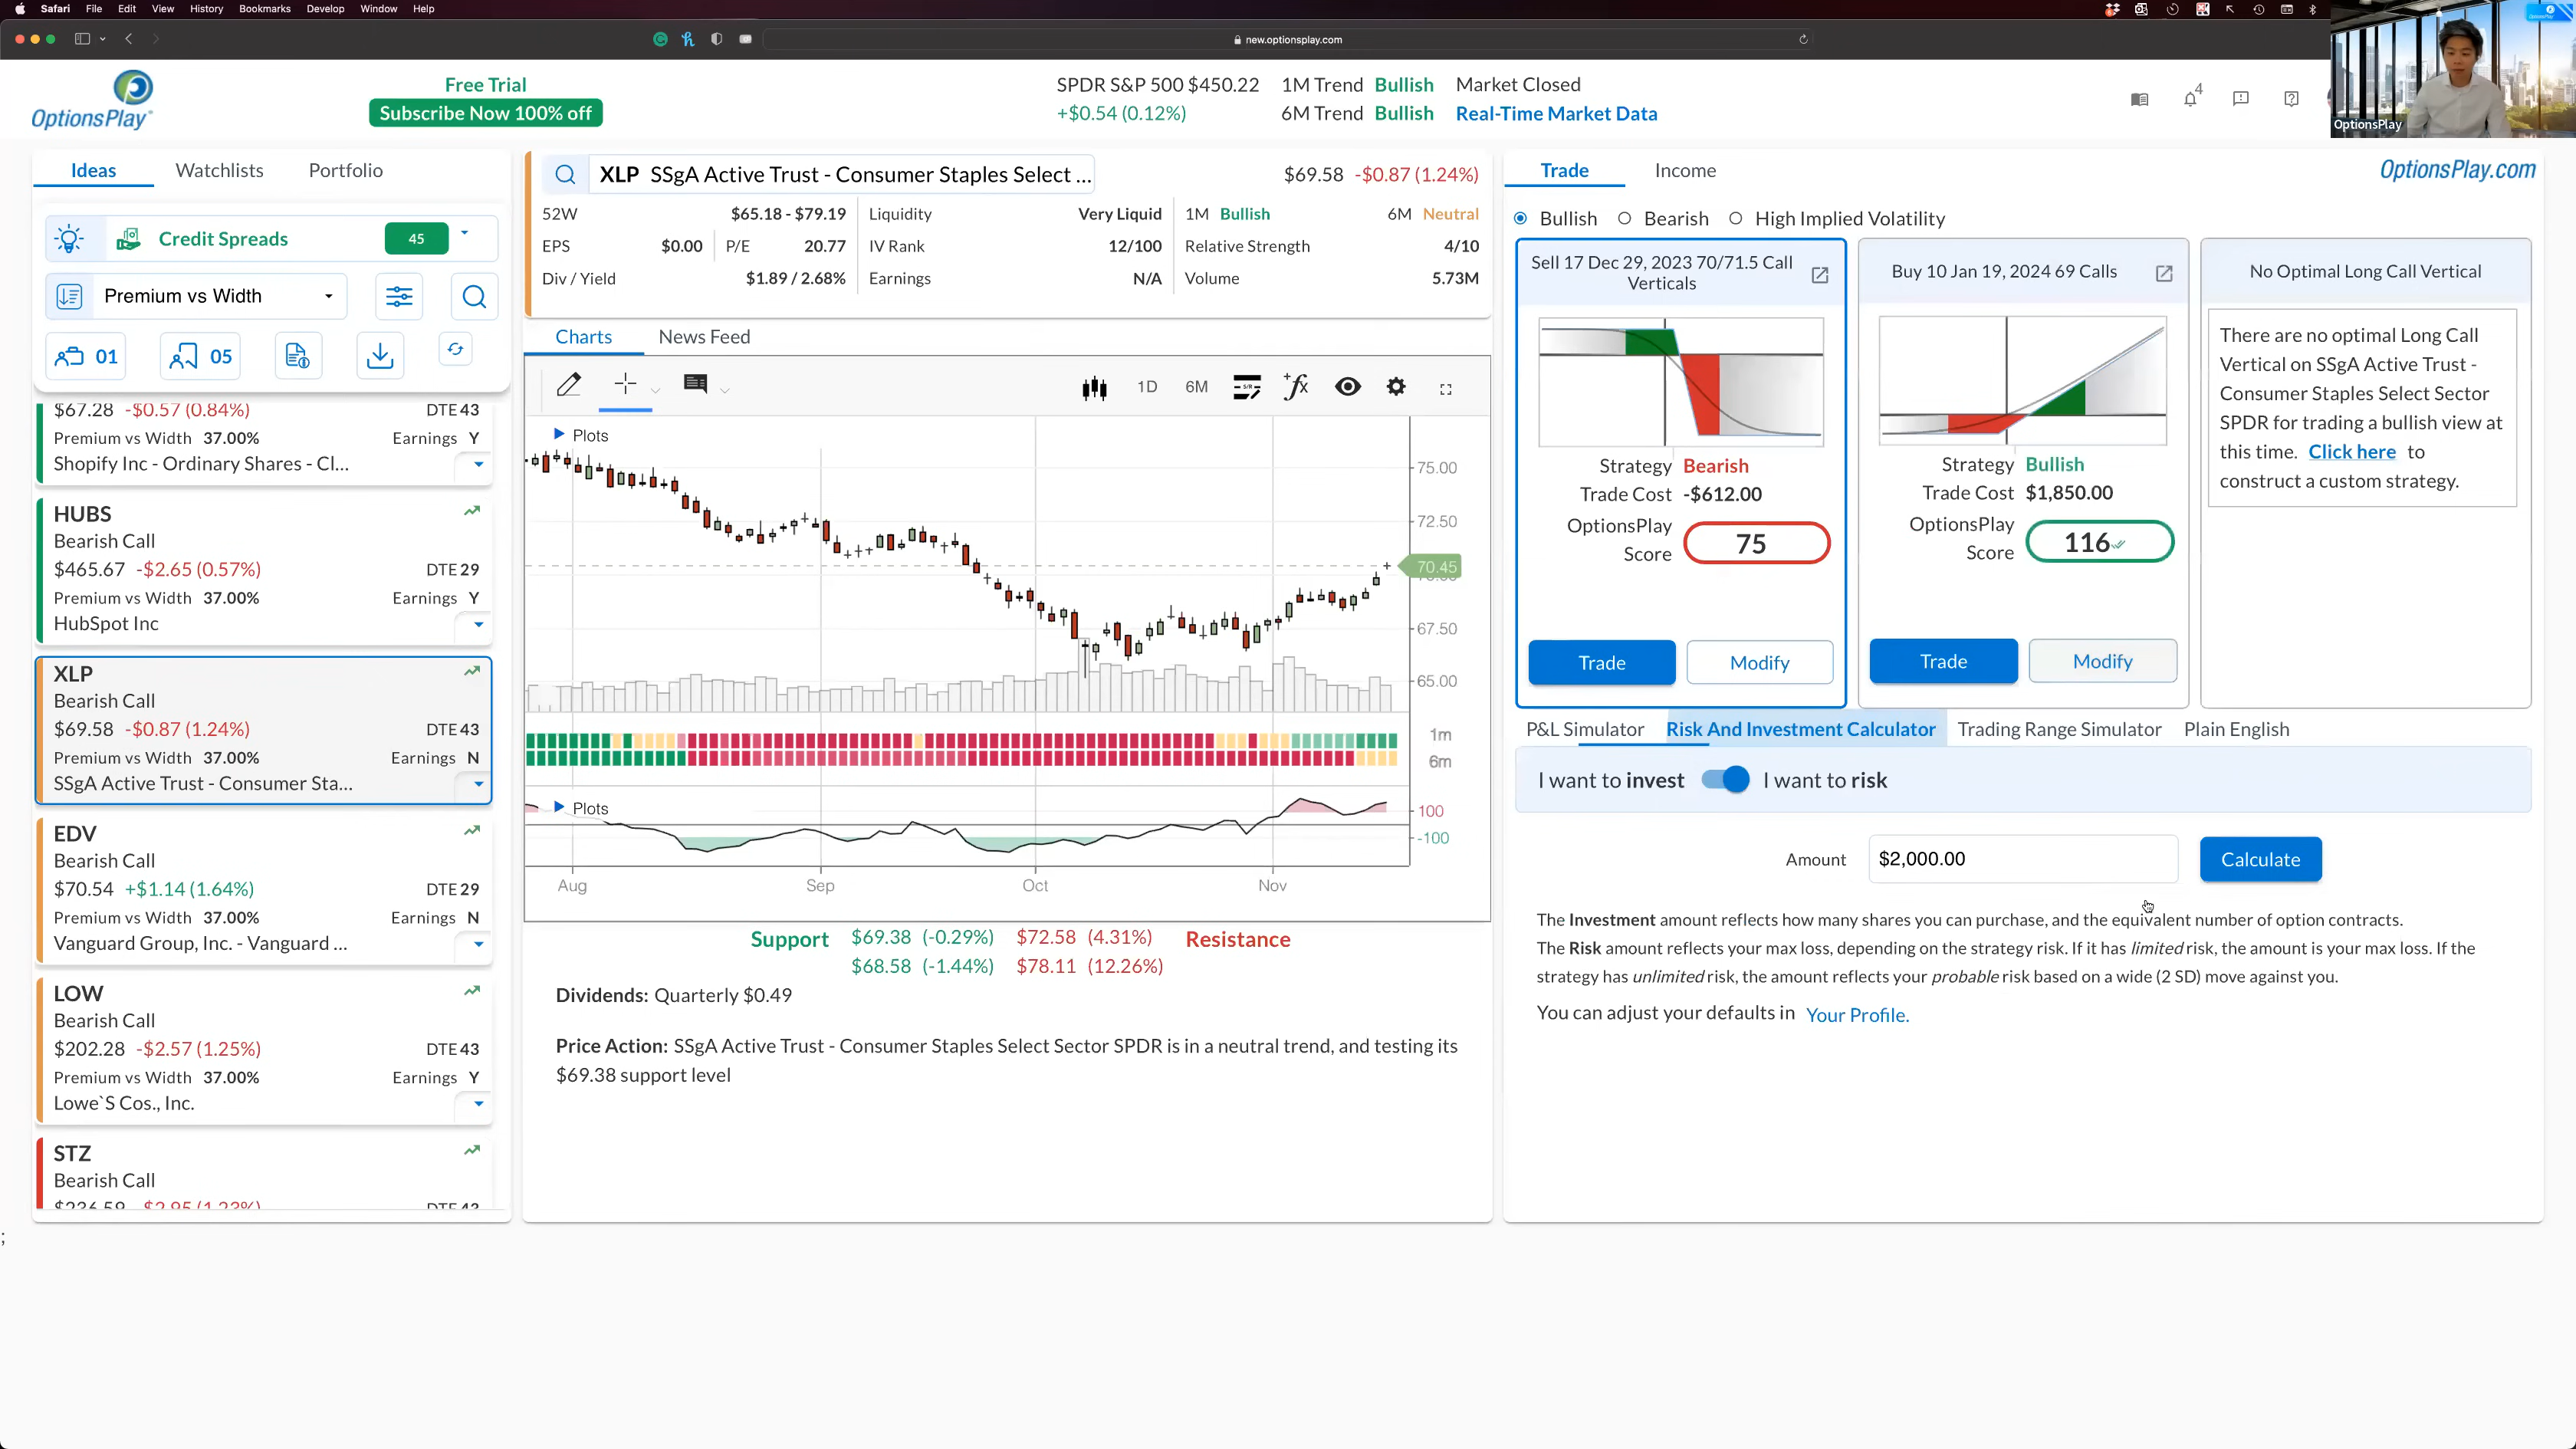 Safari File Edit View History Bookmarks Develop Window Help
new.optionsplay.com
OptionsPlay
Free Trial
Subscribe Now 100% off
SPDR S&P 500 $450.22 1M Trend Bullish Market Closed
+$0.54 (0.12%) 6M Trend Bullish Real-Time Market Data
4
OptionsPlay
Ideas Watchlists Portfolio
Credit Spreads 45
Premium vs Width
01 05
$67.28 -$0.57 (0.84%) DTE 43
Premium vs Width 37.00% Earnings Y
Shopify Inc - Ordinary Shares - Cl...
HUBS
Bearish Call
$465.67 -$2.65 (0.57%) DTE 29
Premium vs Width 37.00% Earnings Y
HubSpot Inc
XLP
Bearish Call
$69.58 -$0.87 (1.24%) DTE 43
Premium vs Width 37.00% Earnings N
SSgA Active Trust - Consumer Sta...
EDV
Bearish Call
$70.54 +$1.14 (1.64%) DTE 29
Premium vs Width 37.00% Earnings N
Vanguard Group, Inc. - Vanguard ...
LOW
Bearish Call
$202.28 -$2.57 (1.25%) DTE 43
Premium vs Width 37.00% Earnings Y
Lowe`S Cos., Inc.
STZ
Bearish Call
;
XLP SSgA Active Trust - Consumer Staples Select ... $69.58 -$0.87 (1.24%)
52W $65.18 - $79.19 Liquidity Very Liquid 1M Bullish 6M Neutral
EPS $0.00 P/E 20.77 IV Rank 12/100 Relative Strength 4/10
Div / Yield $1.89 / 2.68% Earnings N/A Volume 5.73M
Charts News Feed
1D 6M
Plots
75.00
72.50
70.45
67.50
65.00
1m
6m
Plots
100
-100
Aug Sep Oct Nov
Support $69.38 (-0.29%) $72.58 (4.31%) Resistance
$68.58 (-1.44%) $78.11 (12.26%)
Dividends: Quarterly $0.49
Price Action: SSgA Active Trust - Consumer Staples Select Sector SPDR is in a neutral trend, and testing its
$69.38 support level
Trade Income
OptionsPlay.com
Bullish Bearish High Implied Volatility
Sell 17 Dec 29, 2023 70/71.5 Call
Verticals
Strategy Bearish
Trade Cost -$612.00
OptionsPlay
Score 75
Trade Modify
Buy 10 Jan 19, 2024 69 Calls
Strategy Bullish
Trade Cost $1,850.00
OptionsPlay
Score 116
Trade Modify
No Optimal Long Call Vertical
There are no optimal Long Call
Vertical on SSgA Active Trust -
Consumer Staples Select Sector
SPDR for trading a bullish view at
this time. Click here to
construct a custom strategy.
P&L Simulator Risk And Investment Calculator Trading Range Simulator Plain English
I want to invest I want to risk
Amount $2,000.00 Calculate
The Investment amount reflects how many shares you can purchase, and the equivalent number of option contracts.
The Risk amount reflects your max loss, depending on the strategy risk. If it has limited risk, the amount is your max loss. If the
strategy has unlimited risk, the amount reflects your probable risk based on a wide (2 SD) move against you.
You can adjust your defaults in Your Profile.